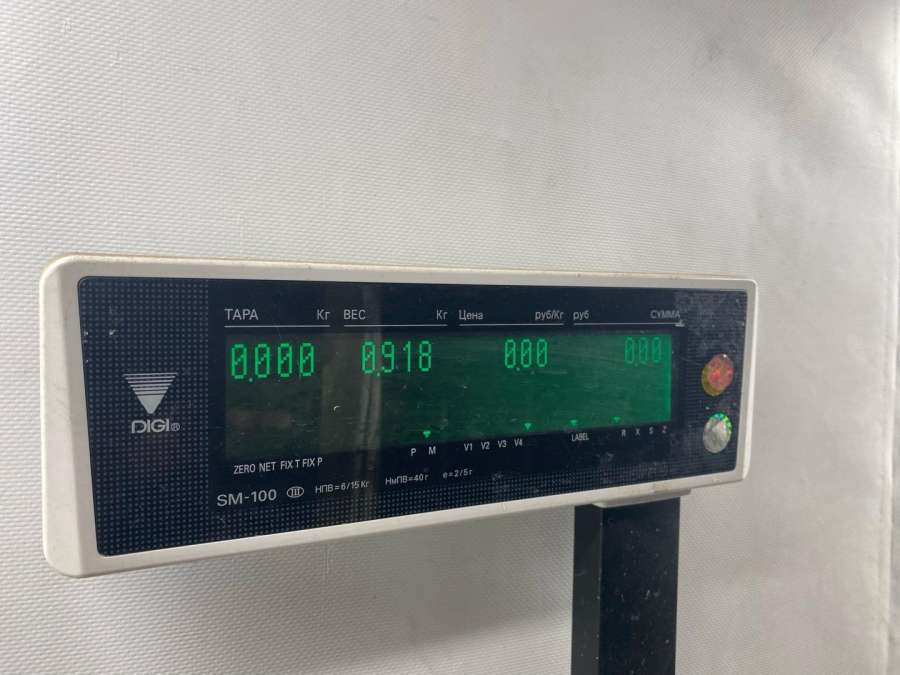 ТАРА Кг ВЕС Кг Цена руб/Кг руб СУММА
0.000 0.918 0.00 0.00
DIGI®
P M V1 V2 V3 V4 LABEL R X S Z
ZERO NET FIX T FIX P
SM-100 III НПВ=6/15 Кг НмПВ=40 г e=2/5 г